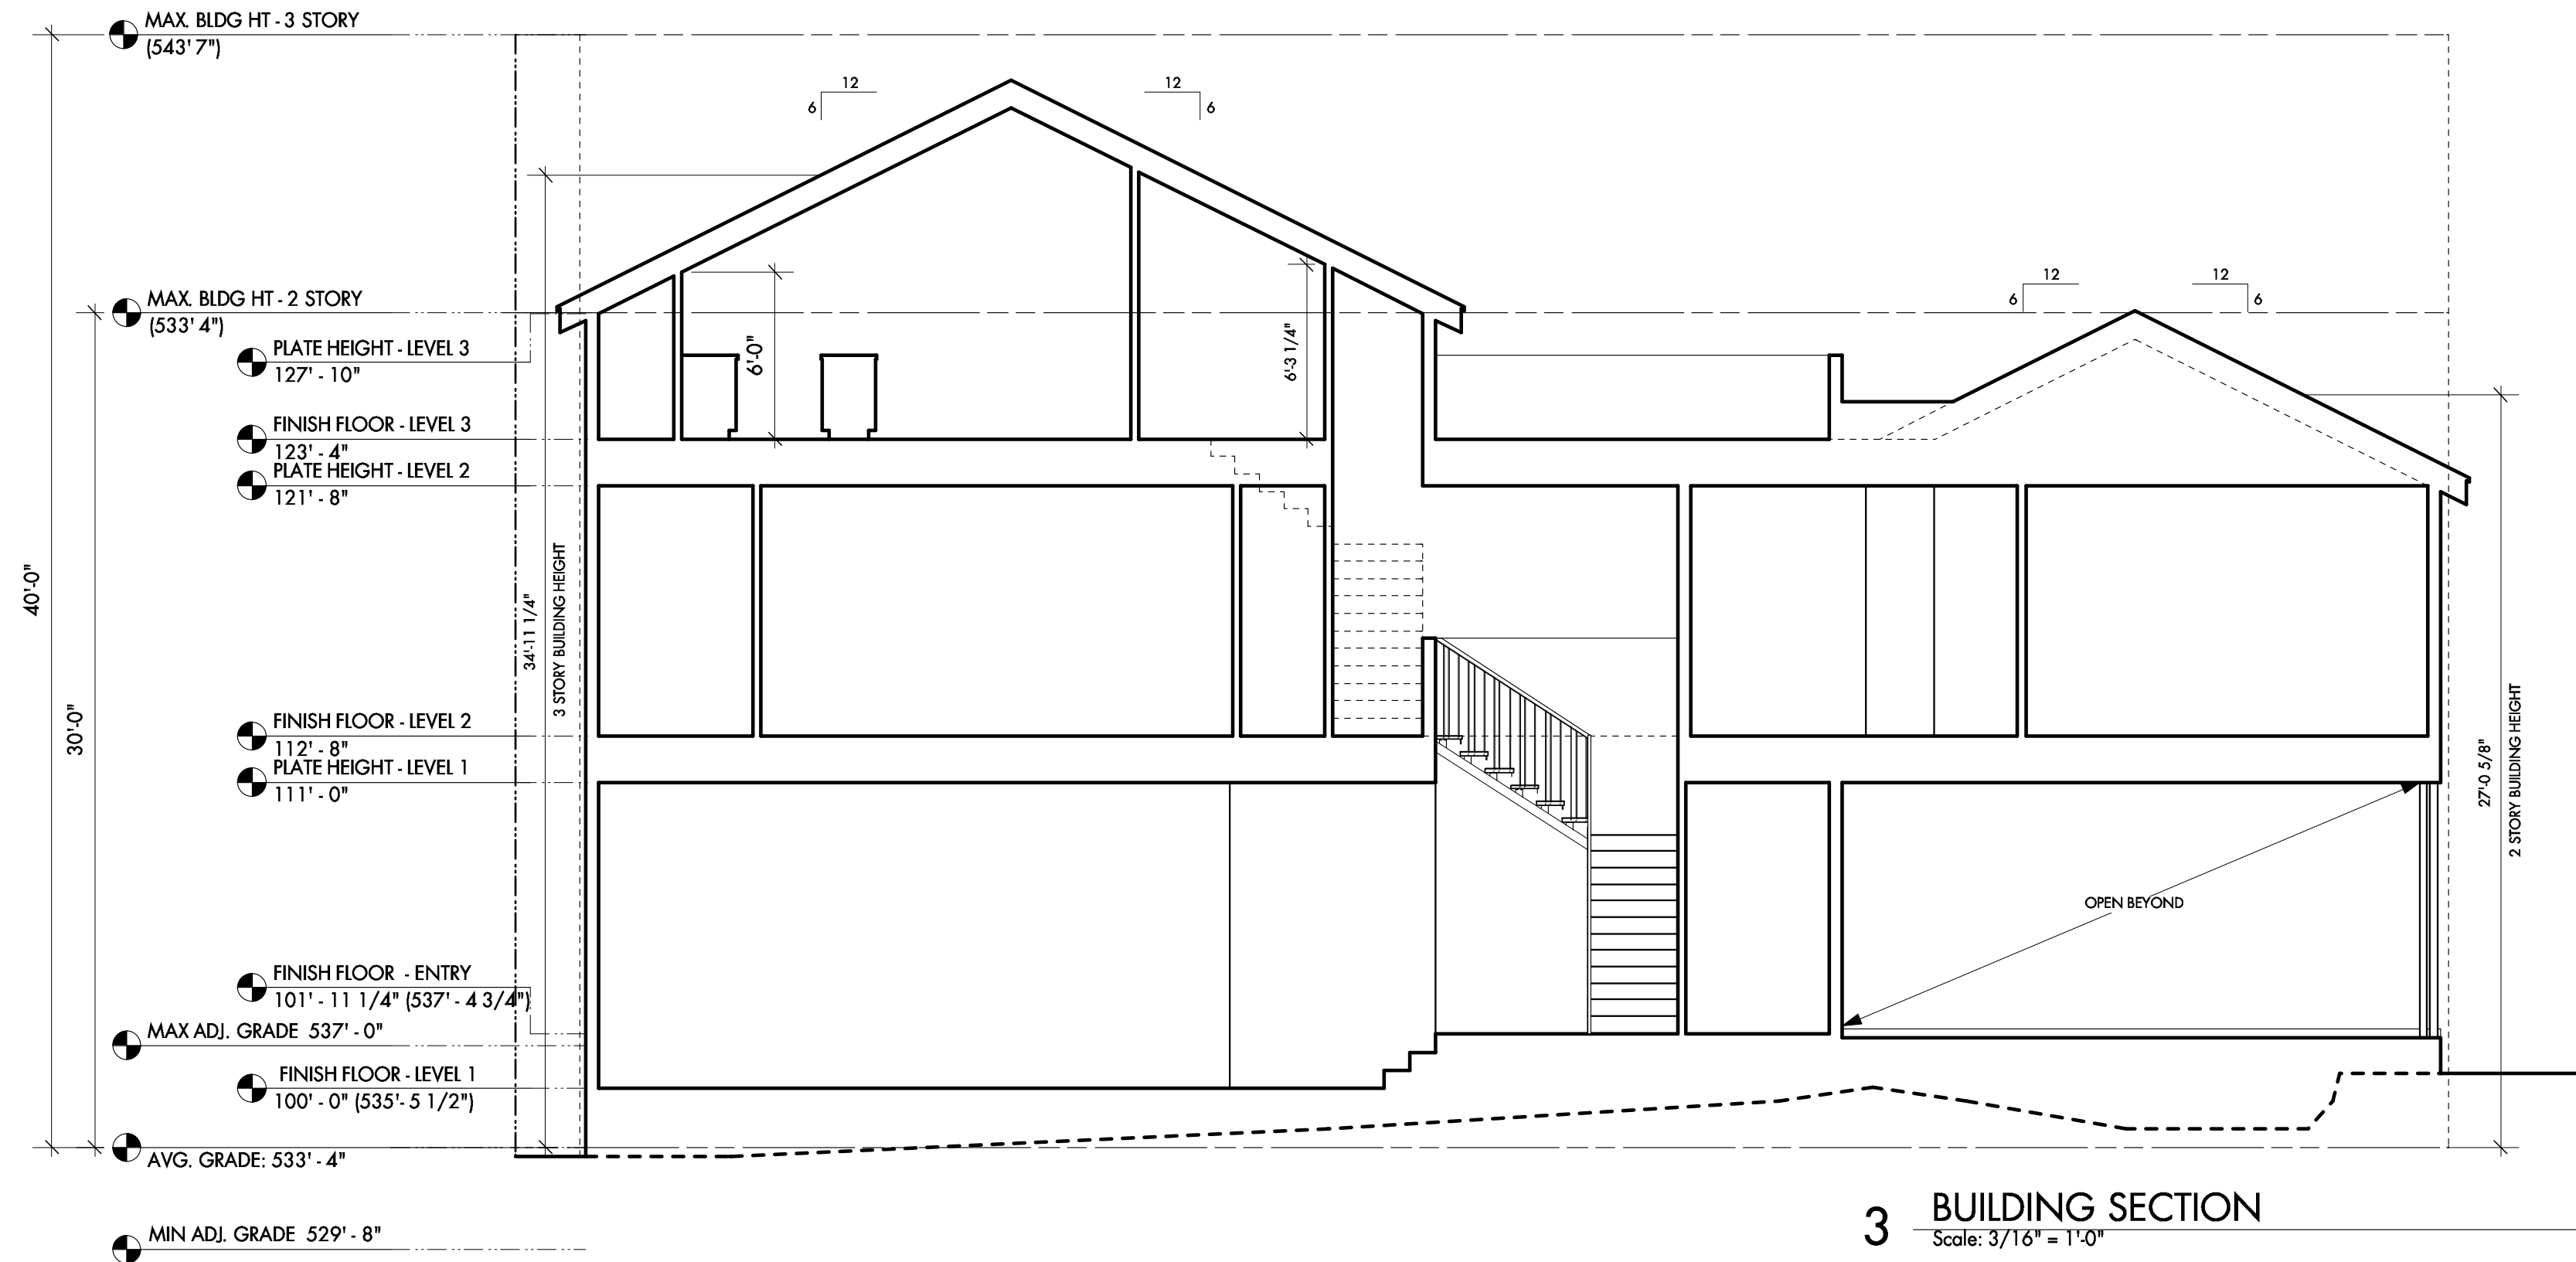 MAX. BLDG HT - 3 STORY
(543' 7")
12
6
12
6
MAX. BLDG HT - 2 STORY
(533' 4")
12
6
12
6
PLATE HEIGHT - LEVEL 3
127' - 10"
6'-0"
6'-3 1/4"
FINISH FLOOR - LEVEL 3
123' - 4"
PLATE HEIGHT - LEVEL 2
121' - 8"
40'-0"
30'-0"
34'-11 1/4"
3 STORY BUILDING HEIGHT
FINISH FLOOR - LEVEL 2
112' - 8"
PLATE HEIGHT - LEVEL 1
111' - 0"
27'-0 5/8"
2 STORY BUILDING HEIGHT
OPEN BEYOND
FINISH FLOOR - ENTRY
101' - 11 1/4" (537' - 4 3/4")
MAX ADJ. GRADE 537' - 0"
FINISH FLOOR - LEVEL 1
100' - 0" (535'- 5 1/2")
AVG. GRADE: 533' - 4"
MIN ADJ. GRADE 529' - 8"
3 BUILDING SECTION
Scale: 3/16" = 1'-0"